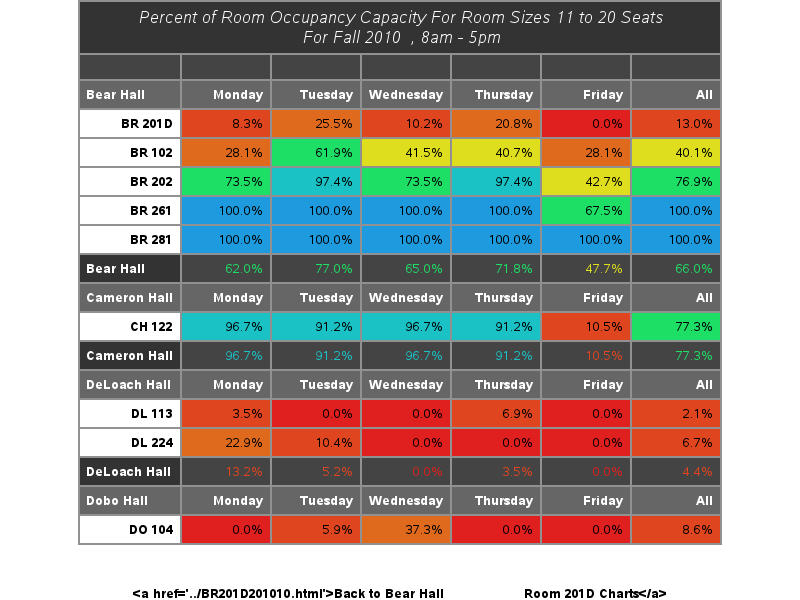 Percent of Room Occupancy Capacity For Room Sizes 11 to 20 Seats
For Fall 2010 , 8am - 5pm
Bear Hall Monday Tuesday Wednesday Thursday Friday All
BR 201D 8.3% 25.5% 10.2% 20.8% 0.0% 13.0%
BR 102 28.1% 61.9% 41.5% 40.7% 28.1% 40.1%
BR 202 73.5% 97.4% 73.5% 97.4% 42.7% 76.9%
BR 261 100.0% 100.0% 100.0% 100.0% 67.5% 100.0%
BR 281 100.0% 100.0% 100.0% 100.0% 100.0% 100.0%
Bear Hall 62.0% 77.0% 65.0% 71.8% 47.7% 66.0%
Cameron Hall Monday Tuesday Wednesday Thursday Friday All
CH 122 96.7% 91.2% 96.7% 91.2% 10.5% 77.3%
Cameron Hall 96.7% 91.2% 96.7% 91.2% 10.5% 77.3%
DeLoach Hall Monday Tuesday Wednesday Thursday Friday All
DL 113 3.5% 0.0% 0.0% 6.9% 0.0% 2.1%
DL 224 22.9% 10.4% 0.0% 0.0% 0.0% 6.7%
DeLoach Hall 13.2% 5.2% 0.0% 3.5% 0.0% 4.4%
Dobo Hall Monday Tuesday Wednesday Thursday Friday All
DO 104 0.0% 5.9% 37.3% 0.0% 0.0% 8.6%
<a href='../BR201D201010.html'>Back to Bear Hall Room 201D Charts</a>